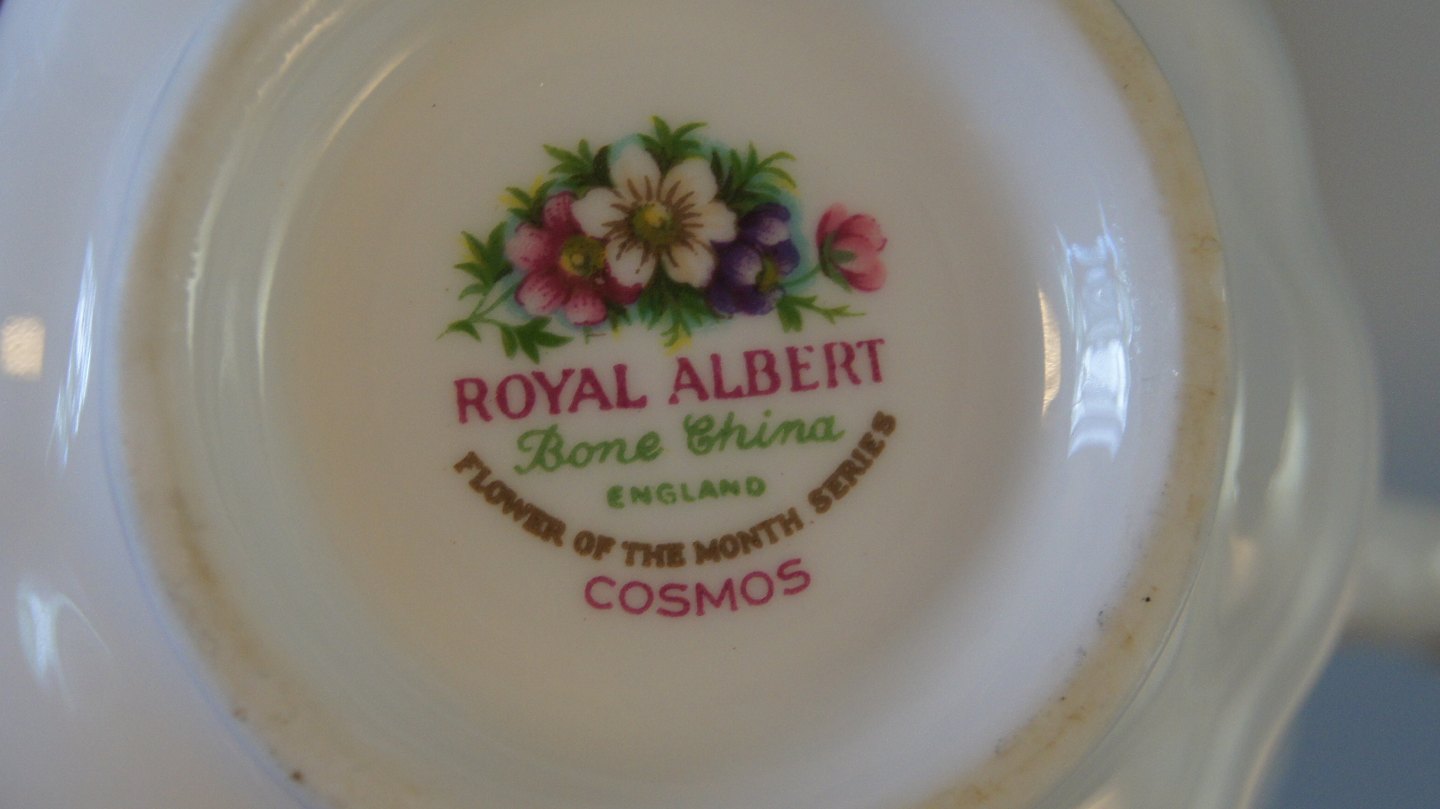 ROYAL ALBERT
Bone China
ENGLAND
FLOWER OF THE MONTH SERIES
COSMOS